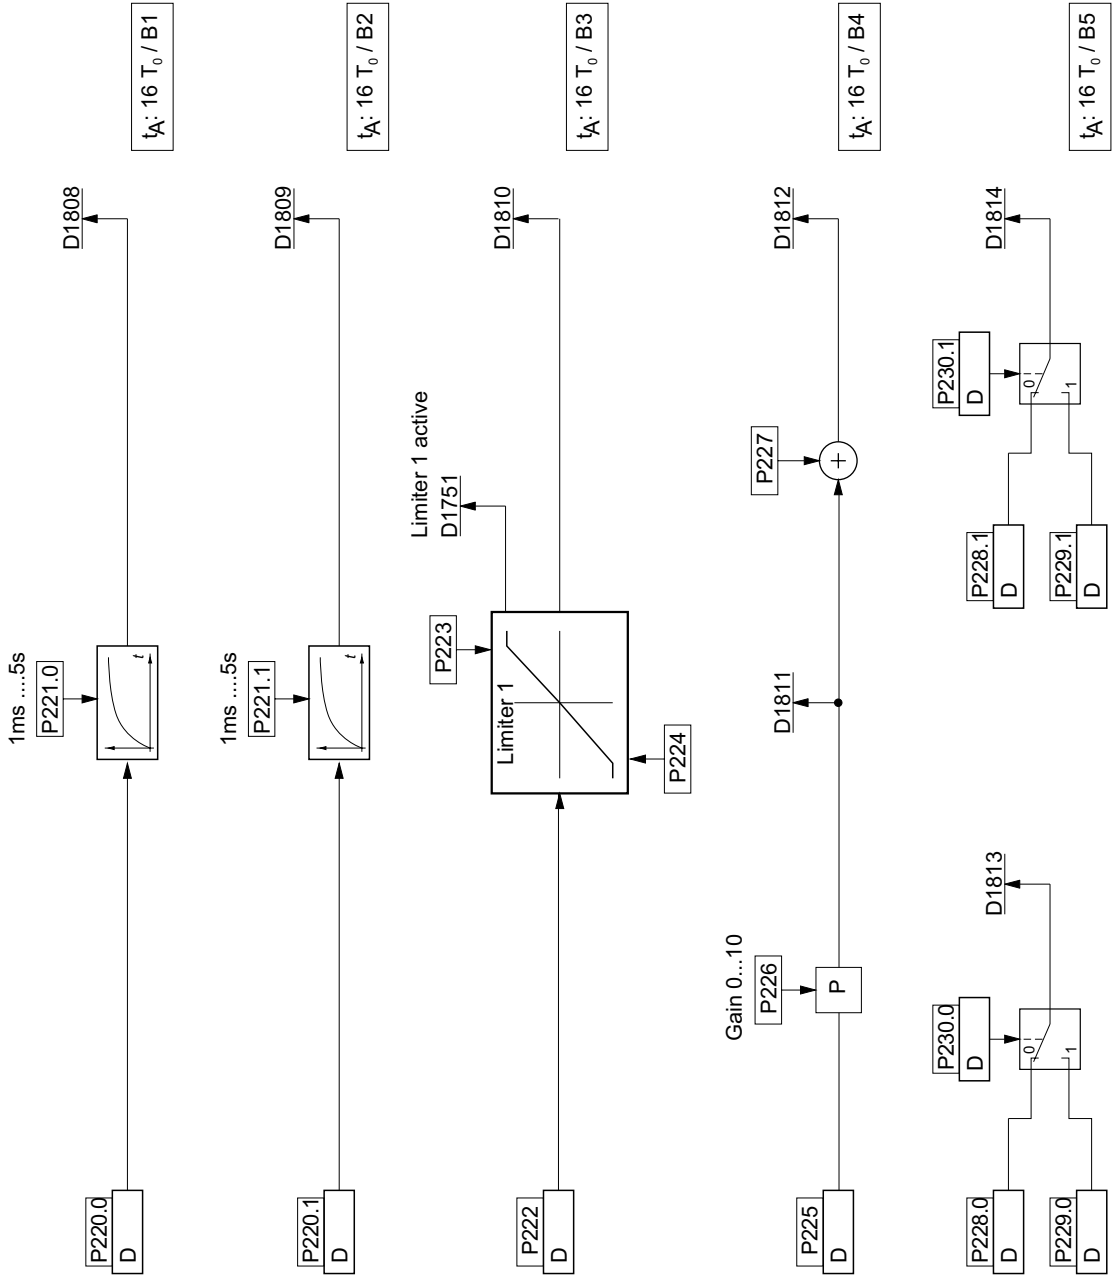 1ms ....5s
P221.0
D1808
P220.0
D
t
tA: 16 T0 / B1
1ms ....5s
P221.1
D1809
P220.1
D
t
tA: 16 T0 / B2
Limiter 1 active
D1751
P223
D1810
P222
D
Limiter 1
P224
tA: 16 T0 / B3
Gain 0...10
P226
D1811
P227
D1812
P225
D
P
+
tA: 16 T0 / B4
P230.0
D
D1813
P228.0
D
0
1
P229.0
D
P230.1
D
D1814
P228.1
D
0
1
P229.1
D
tA: 16 T0 / B5